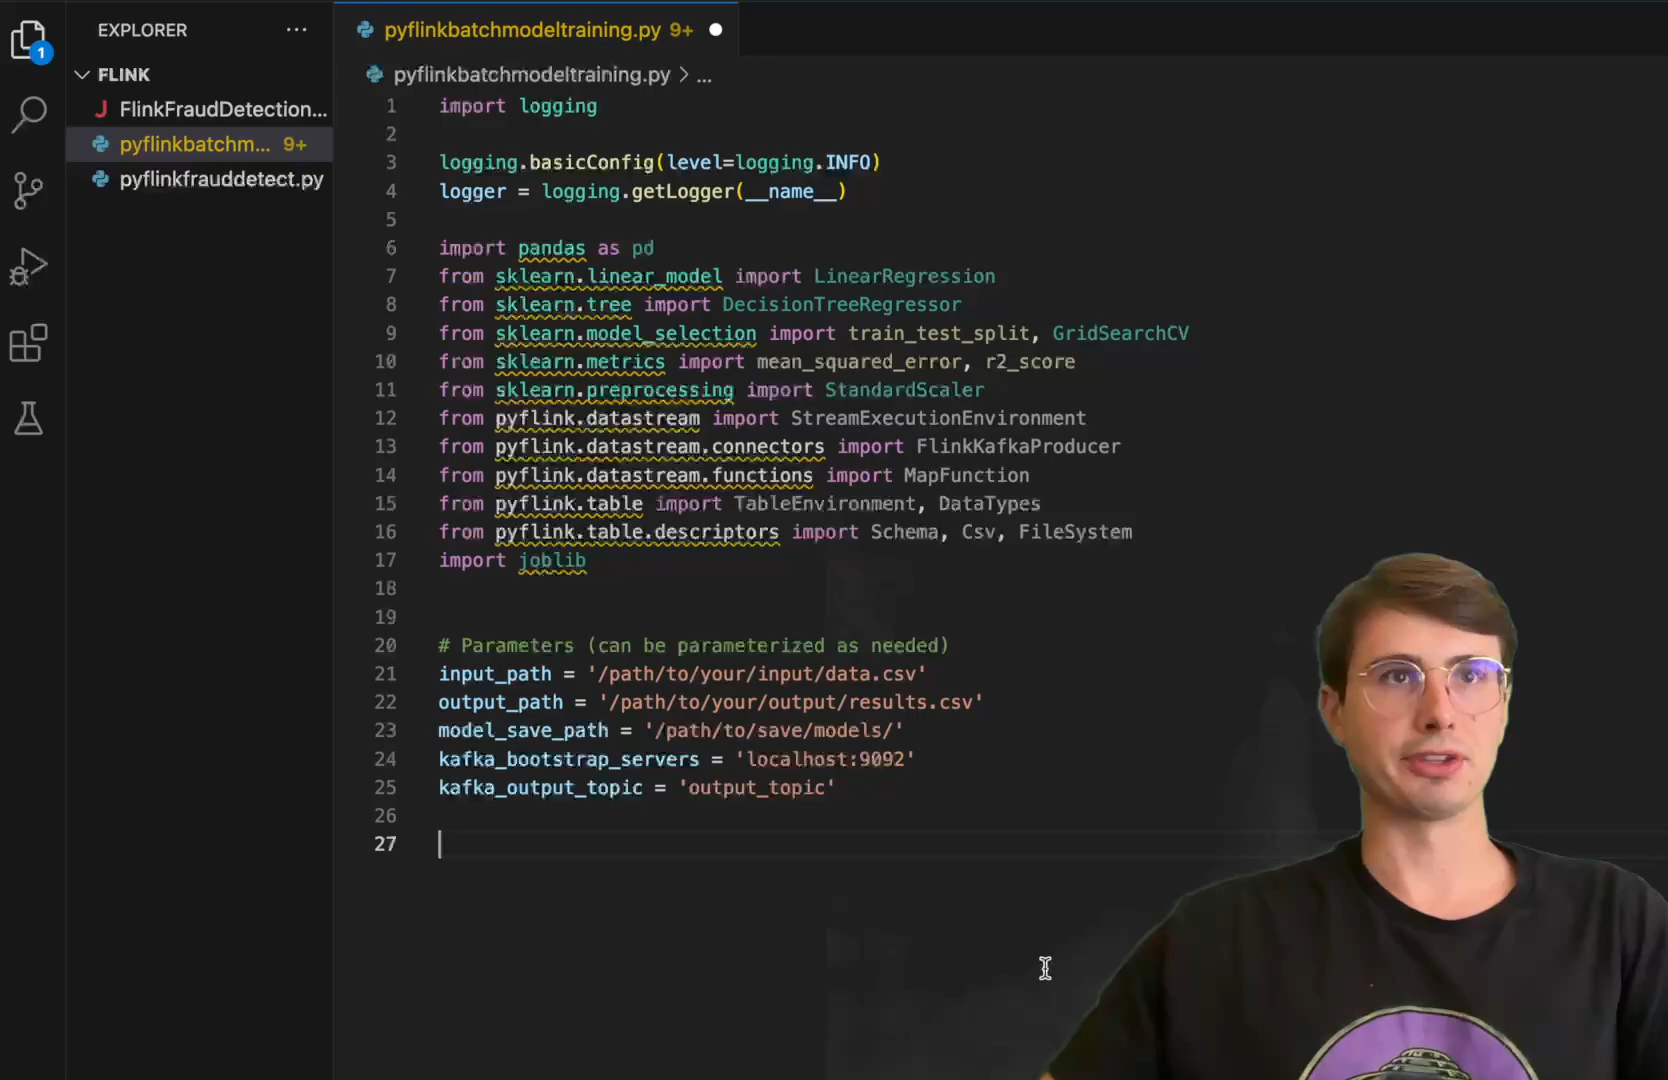 1
EXPLORER ...
FLINK
FlinkFraudDetection...
pyflinkbatchm... 9+
pyflinkfrauddetect.py
pyflinkbatchmodeltraining.py 9+
pyflinkbatchmodeltraining.py > ...
1 import logging
2
3 logging.basicConfig(level=logging.INFO)
4 logger = logging.getLogger(__name__)
5
6 import pandas as pd
7 from sklearn.linear_model import LinearRegression
8 from sklearn.tree import DecisionTreeRegressor
9 from sklearn.model_selection import train_test_split, GridSearchCV
10 from sklearn.metrics import mean_squared_error, r2_score
11 from sklearn.preprocessing import StandardScaler
12 from pyflink.datastream import StreamExecutionEnvironment
13 from pyflink.datastream.connectors import FlinkKafkaProducer
14 from pyflink.datastream.functions import MapFunction
15 from pyflink.table import TableEnvironment, DataTypes
16 from pyflink.table.descriptors import Schema, Csv, FileSystem
17 import joblib
18
19
20 # Parameters (can be parameterized as needed)
21 input_path = '/path/to/your/input/data.csv'
22 output_path = '/path/to/your/output/results.csv'
23 model_save_path = '/path/to/save/models/'
24 kafka_bootstrap_servers = 'localhost:9092'
25 kafka_output_topic = 'output_topic'
26
27